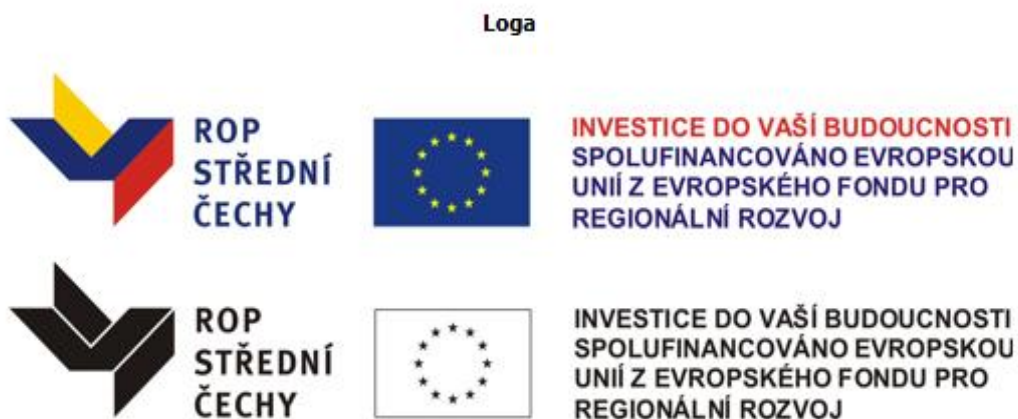 Loga
ROP
STŘEDNÍ
ČECHY
INVESTICE DO VAŠÍ BUDOUCNOSTI
SPOLUFINANCOVÁNO EVROPSKOU
UNIÍ Z EVROPSKÉHO FONDU PRO
REGIONÁLNÍ ROZVOJ
ROP
STŘEDNÍ
ČECHY
INVESTICE DO VAŠÍ BUDOUCNOSTI
SPOLUFINANCOVÁNO EVROPSKOU
UNIÍ Z EVROPSKÉHO FONDU PRO
REGIONÁLNÍ ROZVOJ